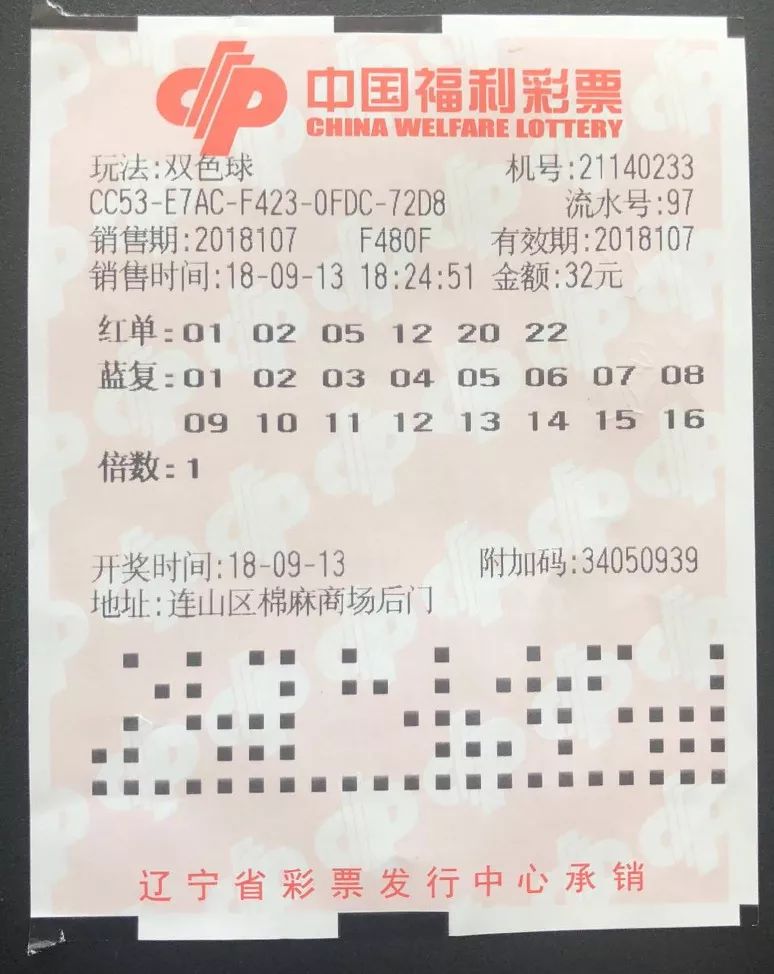 中国福利彩票
CHINA WELFARE LOTTERY
玩法:双色球 机号:21140233
CC53-E7AC-F423-0FDC-72D8 流水号:97
销售期:2018107 F480F 有效期:2018107
销售时间:18-09-13 18:24:51 金额:32元
红单:01 02 05 12 20 22
蓝复:01 02 03 04 05 06 07 08
09 10 11 12 13 14 15 16
倍数:1
开奖时间:18-09-13 附加码:34050939
地址:连山区棉麻商场后门
辽宁省彩票发行中心承销